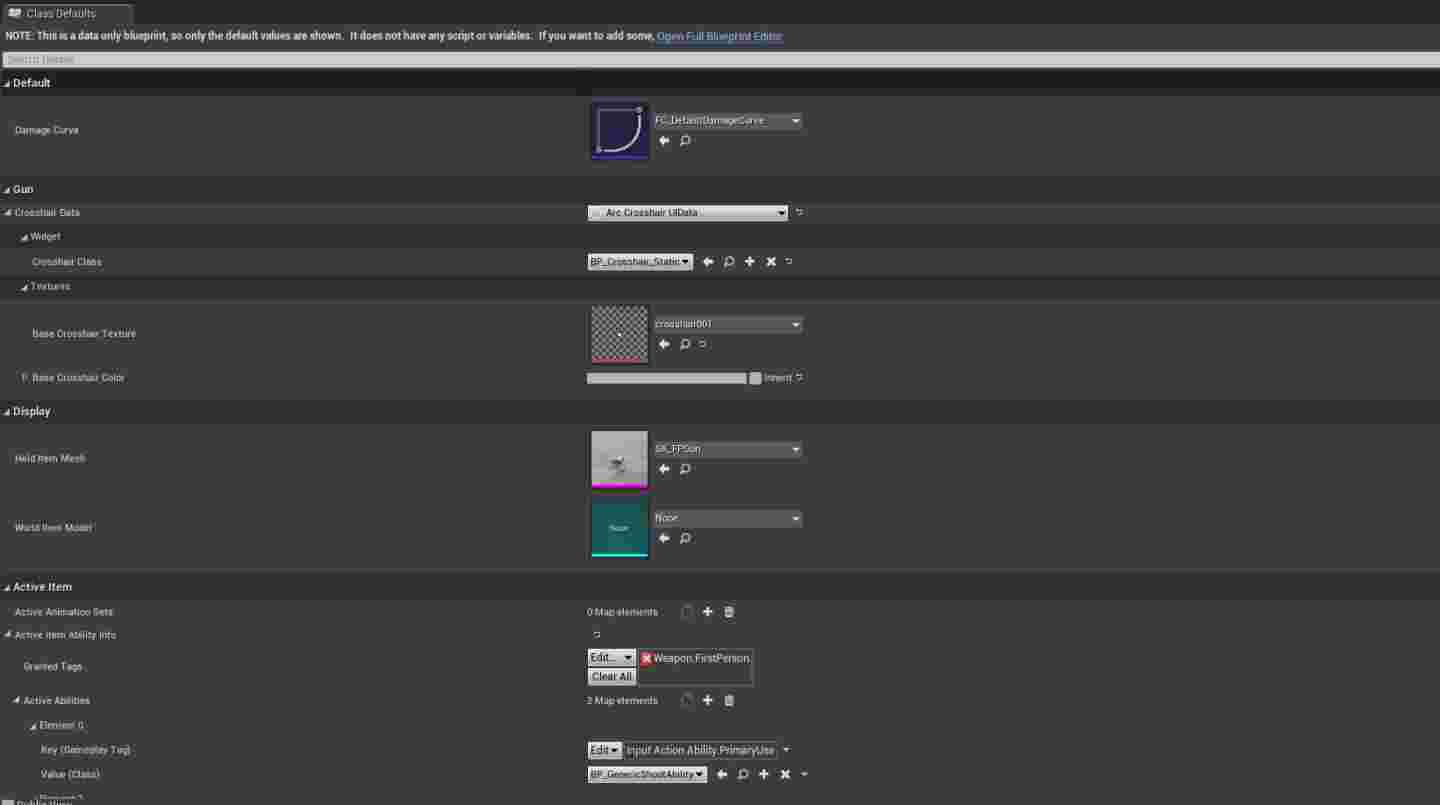 Class Defaults
NOTE: This is a data only blueprint, so only the default values are shown. It does not have any script or variables. If you want to add some, Open Full Blueprint Editor
Search Details
Default
Damage Curve
FC_DefaultDamageCurve
Gun
Crosshair Data
Arc Crosshair UIData
Widget
Crosshair Class
BP_Crosshair_Static
Textures
Base Crosshair Texture
crosshair001
Base Crosshair Color
Inherit
Display
Held Item Mesh
SK_FPGun
World Item Model
None
None
Active Item
Active Animation Sets
0 Map elements
Active Item Ability Info
Granted Tags
Edit...
Weapon.FirstPerson
Clear All
Active Abilities
Map elements
Element 0
Key (Gameplay Tag)
Edit
Input.Action.Ability.PrimaryUse
Value (Class)
BP_GenericShootAbility